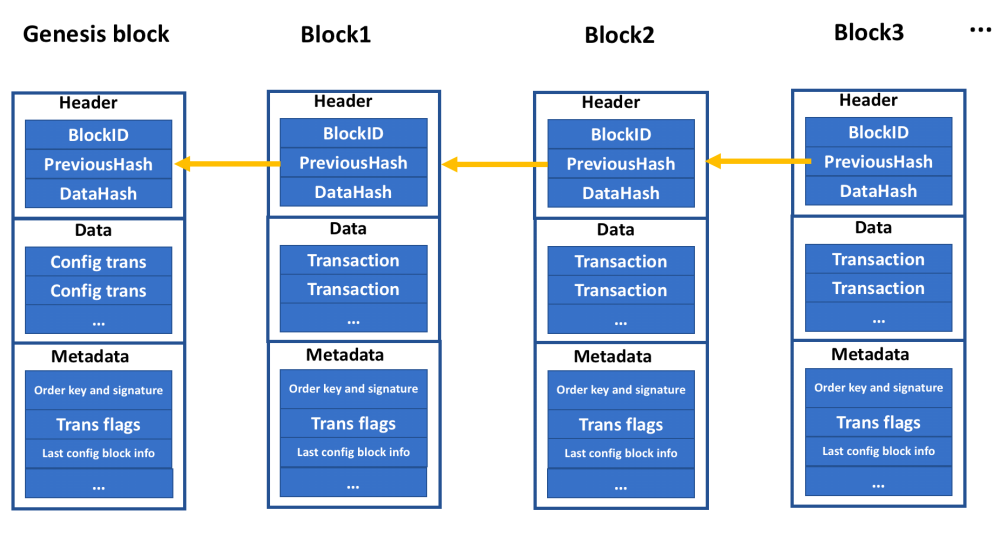 Genesis block
Block1
Block2
Block3
...
Header
BlockID
PreviousHash
DataHash
Data
Config trans
Config trans
...
Metadata
Order key and signature
Trans flags
Last config block info
...
Header
BlockID
PreviousHash
DataHash
Data
Transaction
Transaction
...
Metadata
Order key and signature
Trans flags
Last config block info
...
Header
BlockID
PreviousHash
DataHash
Data
Transaction
Transaction
...
Metadata
Order key and signature
Trans flags
Last config block info
...
Header
BlockID
PreviousHash
DataHash
Data
Transaction
Transaction
...
Metadata
Order key and signature
Trans flags
Last config block info
...